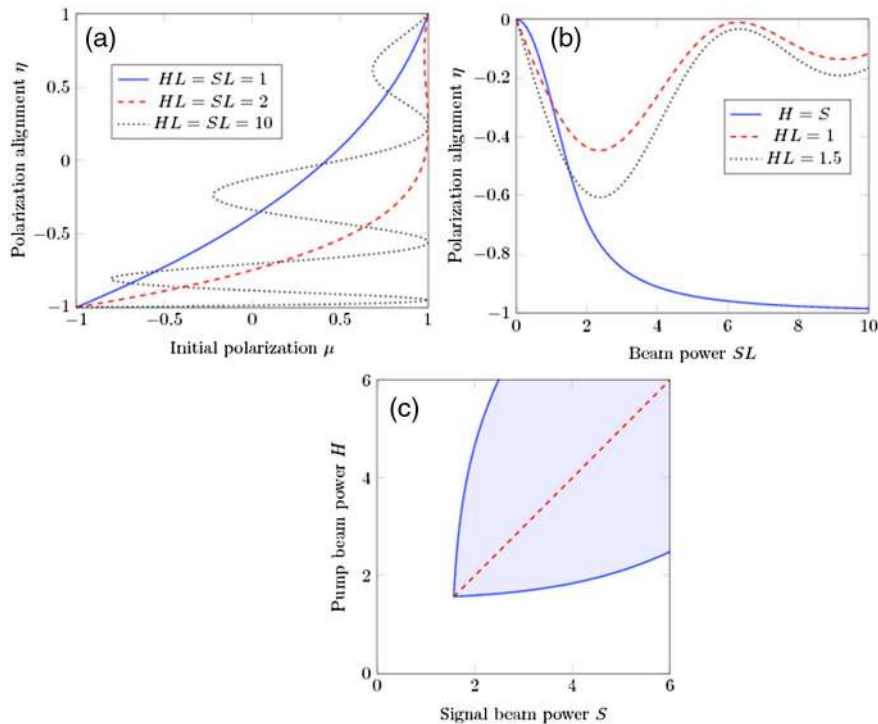 (a)
Polarization alignment η
1
0.5
0
−0.5
−1
HL = SL = 1
HL = SL = 2
HL = SL = 10
−1
−0.5
0
0.5
1
Initial polarization μ
(b)
Polarization alignment η
0
−0.2
−0.4
−0.6
−0.8
−1
H = S
HL = 1
HL = 1.5
0
2
4
6
8
10
Beam power SL
(c)
Pump beam power H
6
4
2
0
0
2
4
6
Signal beam power S